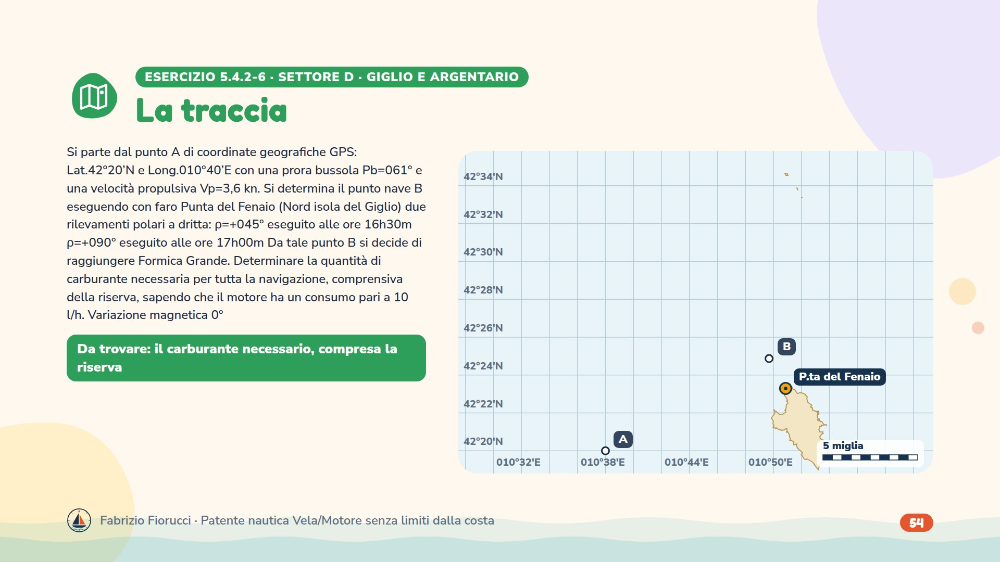 ESERCIZIO 5.4.2-6 · SETTORE D · GIGLIO E ARGENTARIO
La traccia
Si parte dal punto A di coordinate geografiche GPS:
Lat.42°20’N e Long.010°40’E con una prora bussola Pb=061° e
una velocità propulsiva Vp=3,6 kn. Si determina il punto nave B
eseguendo con faro Punta del Fenaio (Nord isola del Giglio) due
rilevamenti polari a dritta: ρ=+045° eseguito alle ore 16h30m
ρ=+090° eseguito alle ore 17h00m Da tale punto B si decide di
raggiungere Formica Grande. Determinare la quantità di
carburante necessaria per tutta la navigazione, comprensiva
della riserva, sapendo che il motore ha un consumo pari a 10
l/h. Variazione magnetica 0°
Da trovare: il carburante necessario, compresa la
riserva
42°34'N
42°32'N
42°30'N
42°28'N
42°26'N
B
42°24'N
P.ta del Fenaio
42°22'N
A
42°20'N
5 miglia
010°32'E
010°38'E
010°44'E
010°50'E
Fabrizio Fiorucci · Patente nautica Vela/Motore senza limiti dalla costa
54